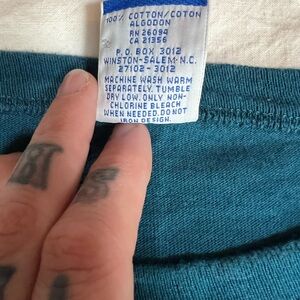 100% COTTON/COTON
ALGODON
RN 26094
CA 21356
P.O. BOX 3012
WINSTON-SALEM-N.C.
27102-3012
MACHINE WASH WARM
SEPARATELY. TUMBLE
DRY LOW. ONLY NON-
CHLORINE BLEACH
WHEN NEEDED. DO NOT
IRON DESIGN.